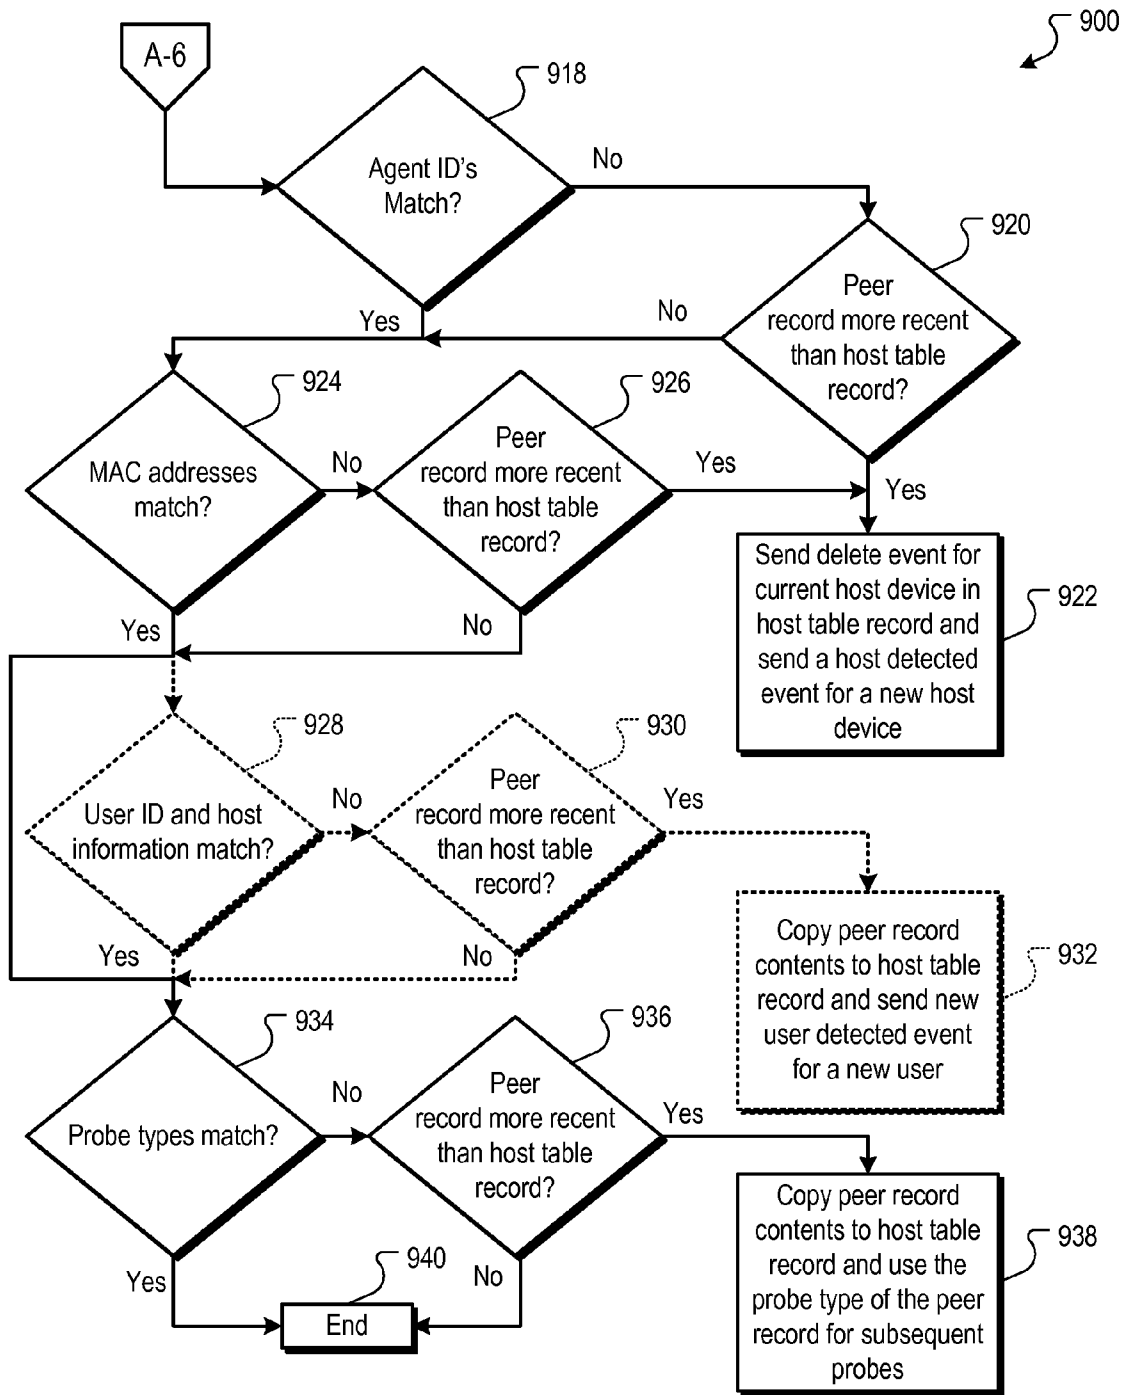 900
A-6
918
Agent ID's
Match?
No
920
Peer
record more recent
than host table
record?
No
Yes
924
MAC addresses
match?
No
926
Peer
record more recent
than host table
record?
Yes
Yes
Send delete event for
current host device in
host table record and
send a host detected
event for a new host
device
922
Yes
No
928
User ID and host
information match?
No
930
Peer
record more recent
than host table
record?
Yes
Copy peer record
contents to host table
record and send new
user detected event
for a new user
932
Yes
No
934
Probe types match?
No
936
Peer
record more recent
than host table
record?
Yes
Copy peer record
contents to host table
record and use the
probe type of the peer
record for subsequent
probes
938
Yes
940
No
End